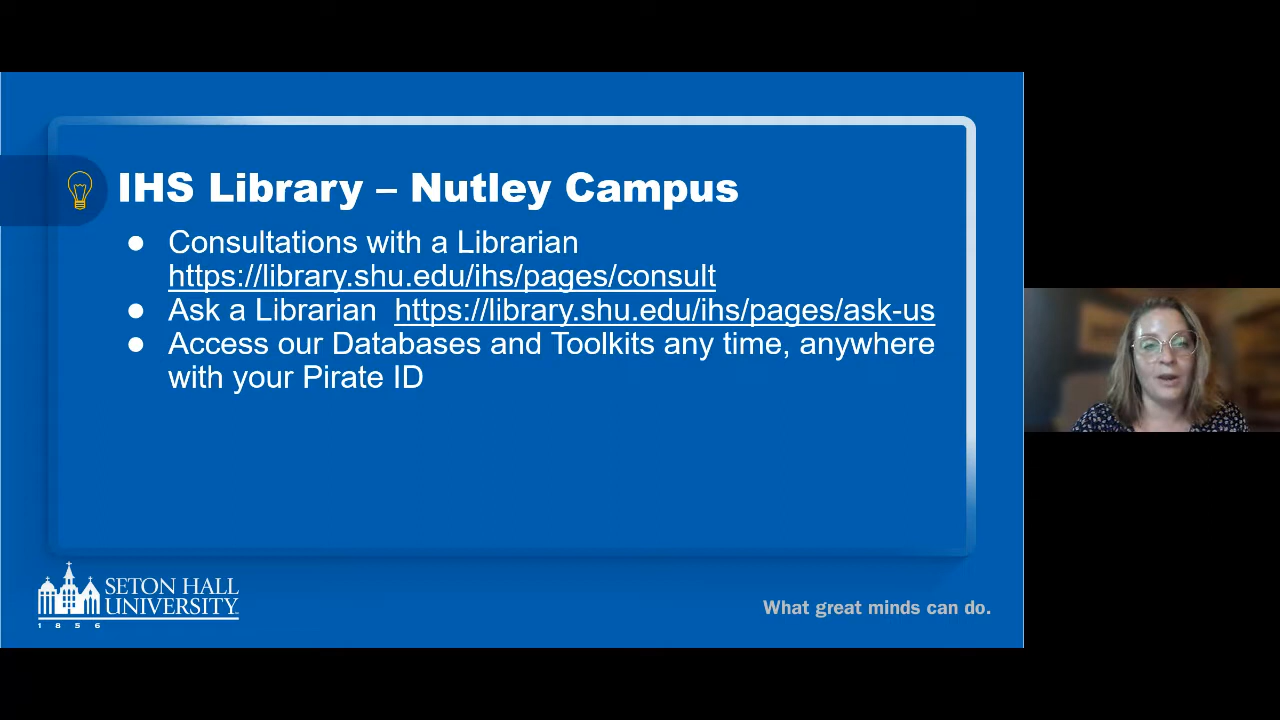 IHS Library – Nutley Campus
● Consultations with a Librarian
https://library.shu.edu/ihs/pages/consult
● Ask a Librarian https://library.shu.edu/ihs/pages/ask-us
● Access our Databases and Toolkits any time, anywhere
with your Pirate ID
SETON HALL
UNIVERSITY
1 8 5 6
What great minds can do.